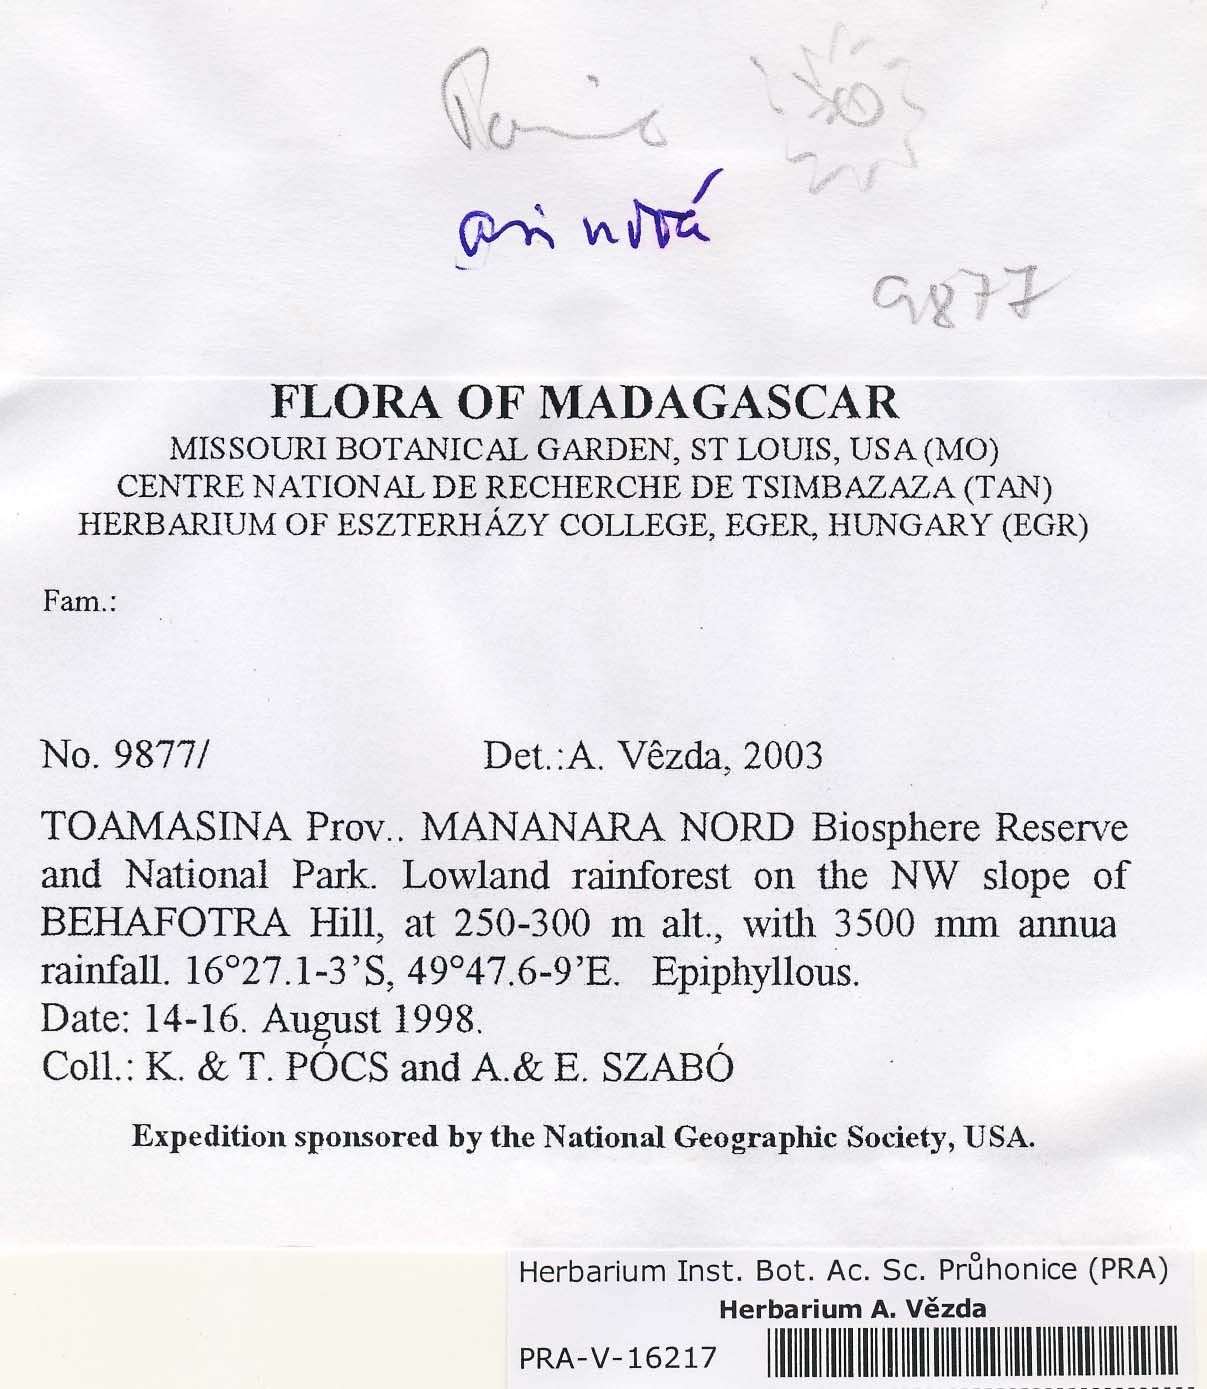 asi nová
9877
FLORA OF MADAGASCAR
MISSOURI BOTANICAL GARDEN, ST LOUIS, USA (MO)
CENTRE NATIONAL DE RECHERCHE DE TSIMBAZAZA (TAN)
HERBARIUM OF ESZTERHÁZY COLLEGE, EGER, HUNGARY (EGR)
Fam.:
No. 9877/ Det.:A. Vêzda, 2003
TOAMASINA Prov.. MANANARA NORD Biosphere Reserve
and National Park. Lowland rainforest on the NW slope of
BEHAFOTRA Hill, at 250-300 m alt., with 3500 mm annua
rainfall. 16°27.1-3'S, 49°47.6-9'E. Epiphyllous.
Date: 14-16. August 1998.
Coll.: K. & T. PÓCS and A.& E. SZABÓ
Expedition sponsored by the National Geographic Society, USA.
Herbarium Inst. Bot. Ac. Sc. Průhonice (PRA)
Herbarium A. Vězda
PRA-V-16217